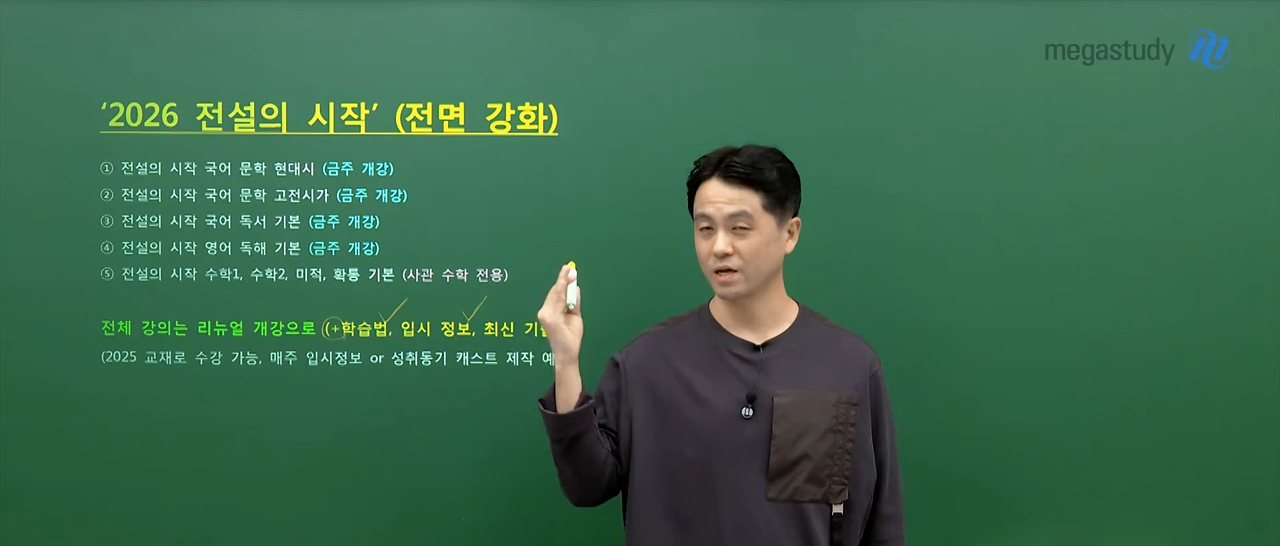 megastudy
‘2026 전설의 시작’ (전면 강화)
① 전설의 시작 국어 문학 현대시 (금주 개강)
② 전설의 시작 국어 문학 고전시가 (금주 개강)
③ 전설의 시작 국어 독서 기본 (금주 개강)
④ 전설의 시작 영어 독해 기본 (금주 개강)
⑤ 전설의 시작 수학1, 수학2, 미적, 확통 기본 (사관 수학 전용)
전체 강의는 리뉴얼 개강으로 (+학습법, 입시 정보, 최신
(2025 교재로 수강 가능, 매주 입시정보 or 성취동기 캐스트 제작